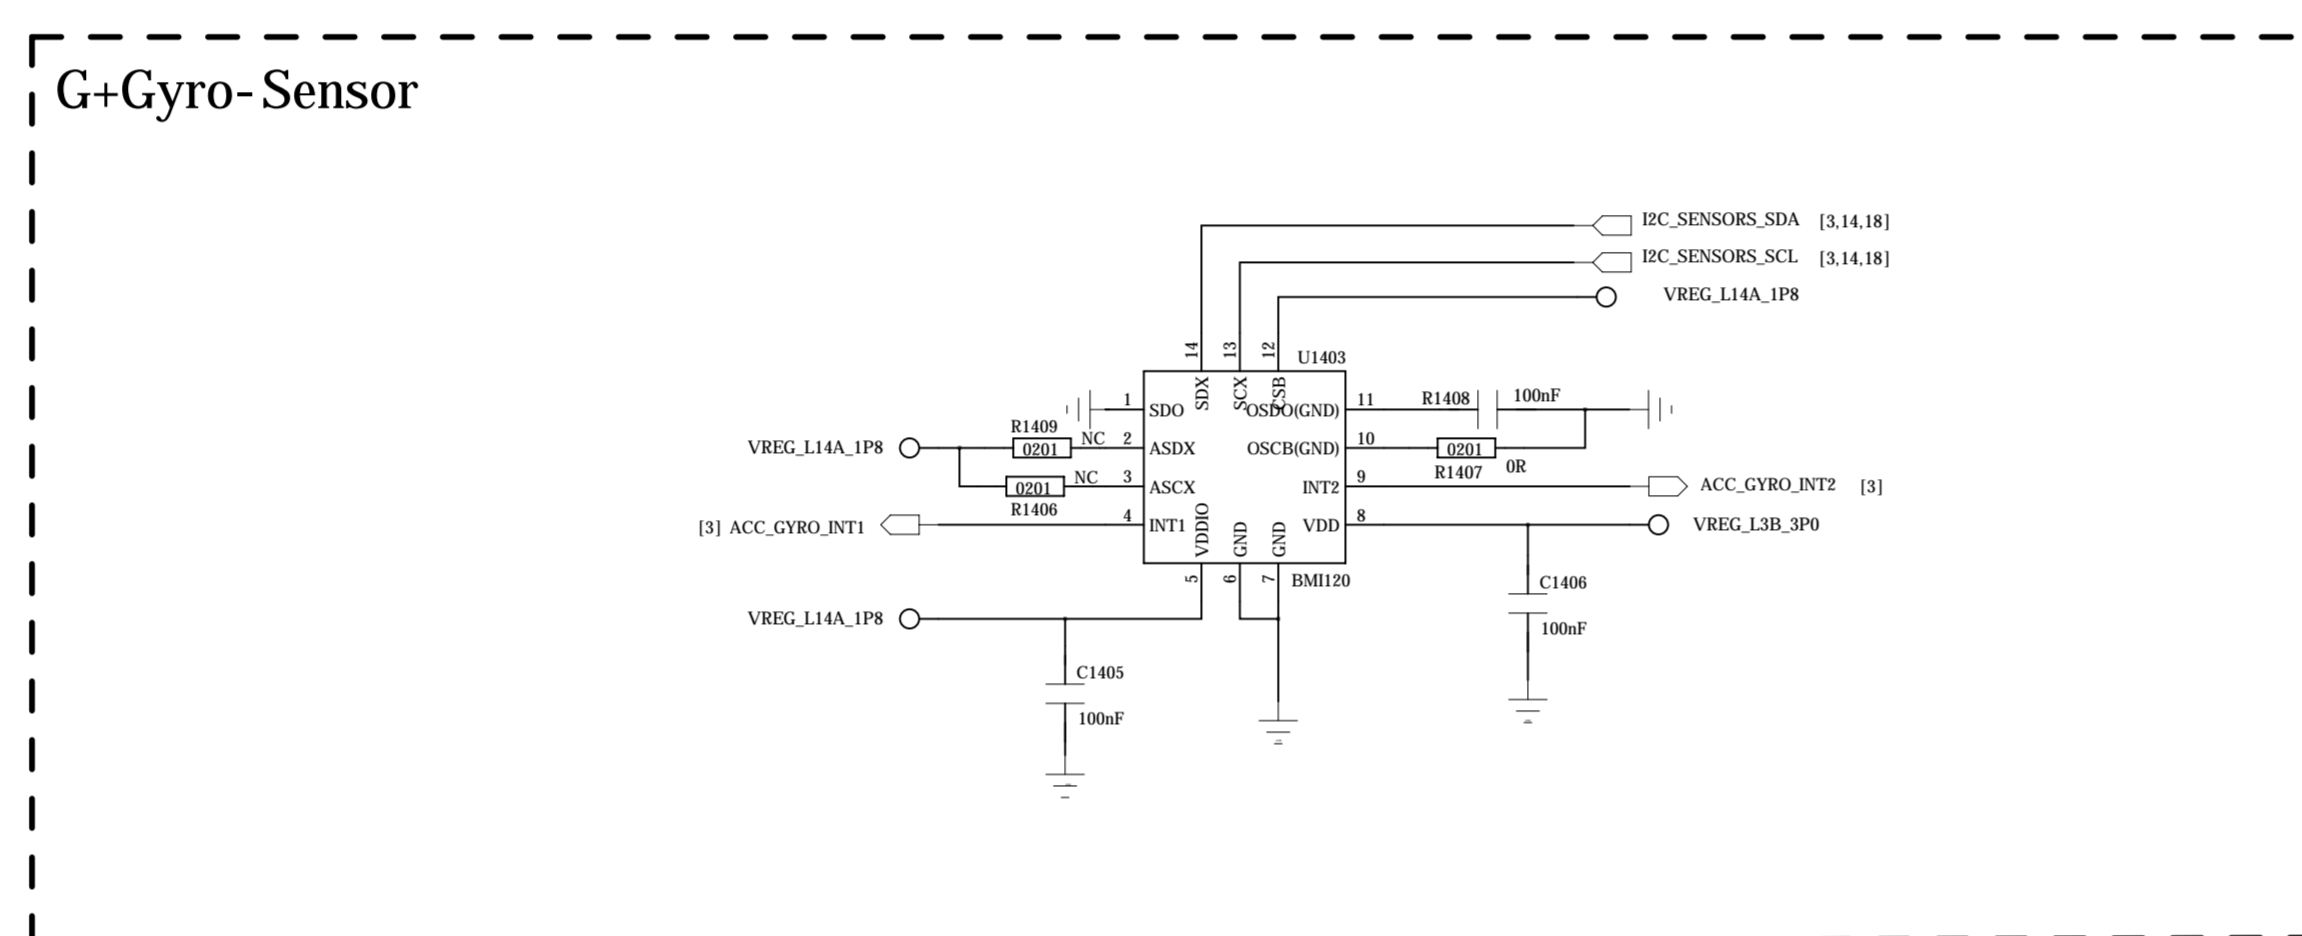 G+Gyro-Sensor
I2C_SENSORS_SDA [3,14,18]
I2C_SENSORS_SCL [3,14,18]
VREG_L14A_1P8
14
13
12
U1403
SDX
SCX
CSB
1
SDO
OSDO(GND)
11
R1408
100nF
VREG_L14A_1P8
R1409
0201
NC
2
ASDX
OSCB(GND)
10
0201
R1407
0R
0201
R1406
NC
3
ASCX
INT2
9
ACC_GYRO_INT2 [3]
[3] ACC_GYRO_INT1
4
INT1
VDDIO
GND
GND
VDD
8
VREG_L3B_3P0
5
6
7
BMI120
C1406
100nF
VREG_L14A_1P8
C1405
100nF